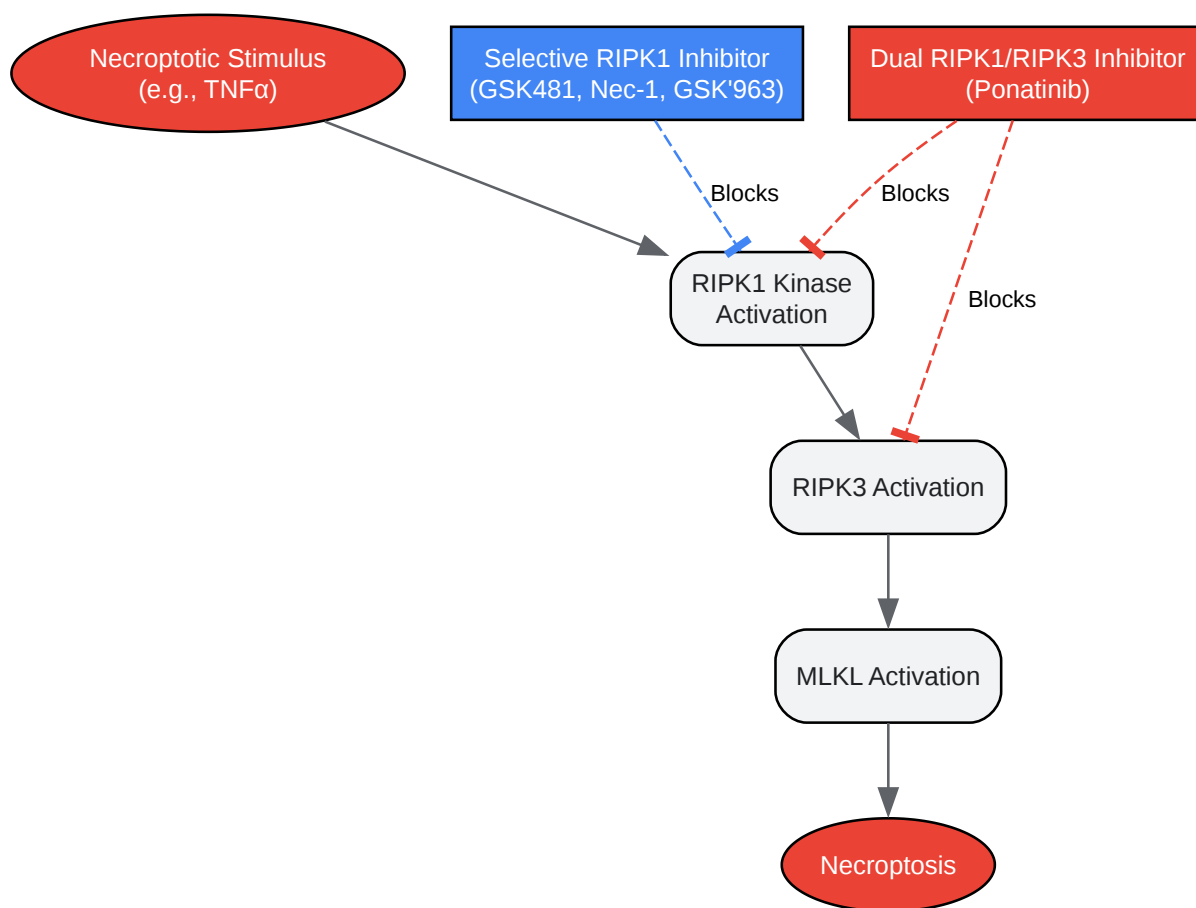 Necroptotic Stimulus
(e.g., TNFα)
Selective RIPK1 Inhibitor
(GSK481, Nec-1, GSK'963)
Dual RIPK1/RIPK3 Inhibitor
(Ponatinib)
Blocks
Blocks
RIPK1 Kinase
Activation
Blocks
RIPK3 Activation
MLKL Activation
Necroptosis